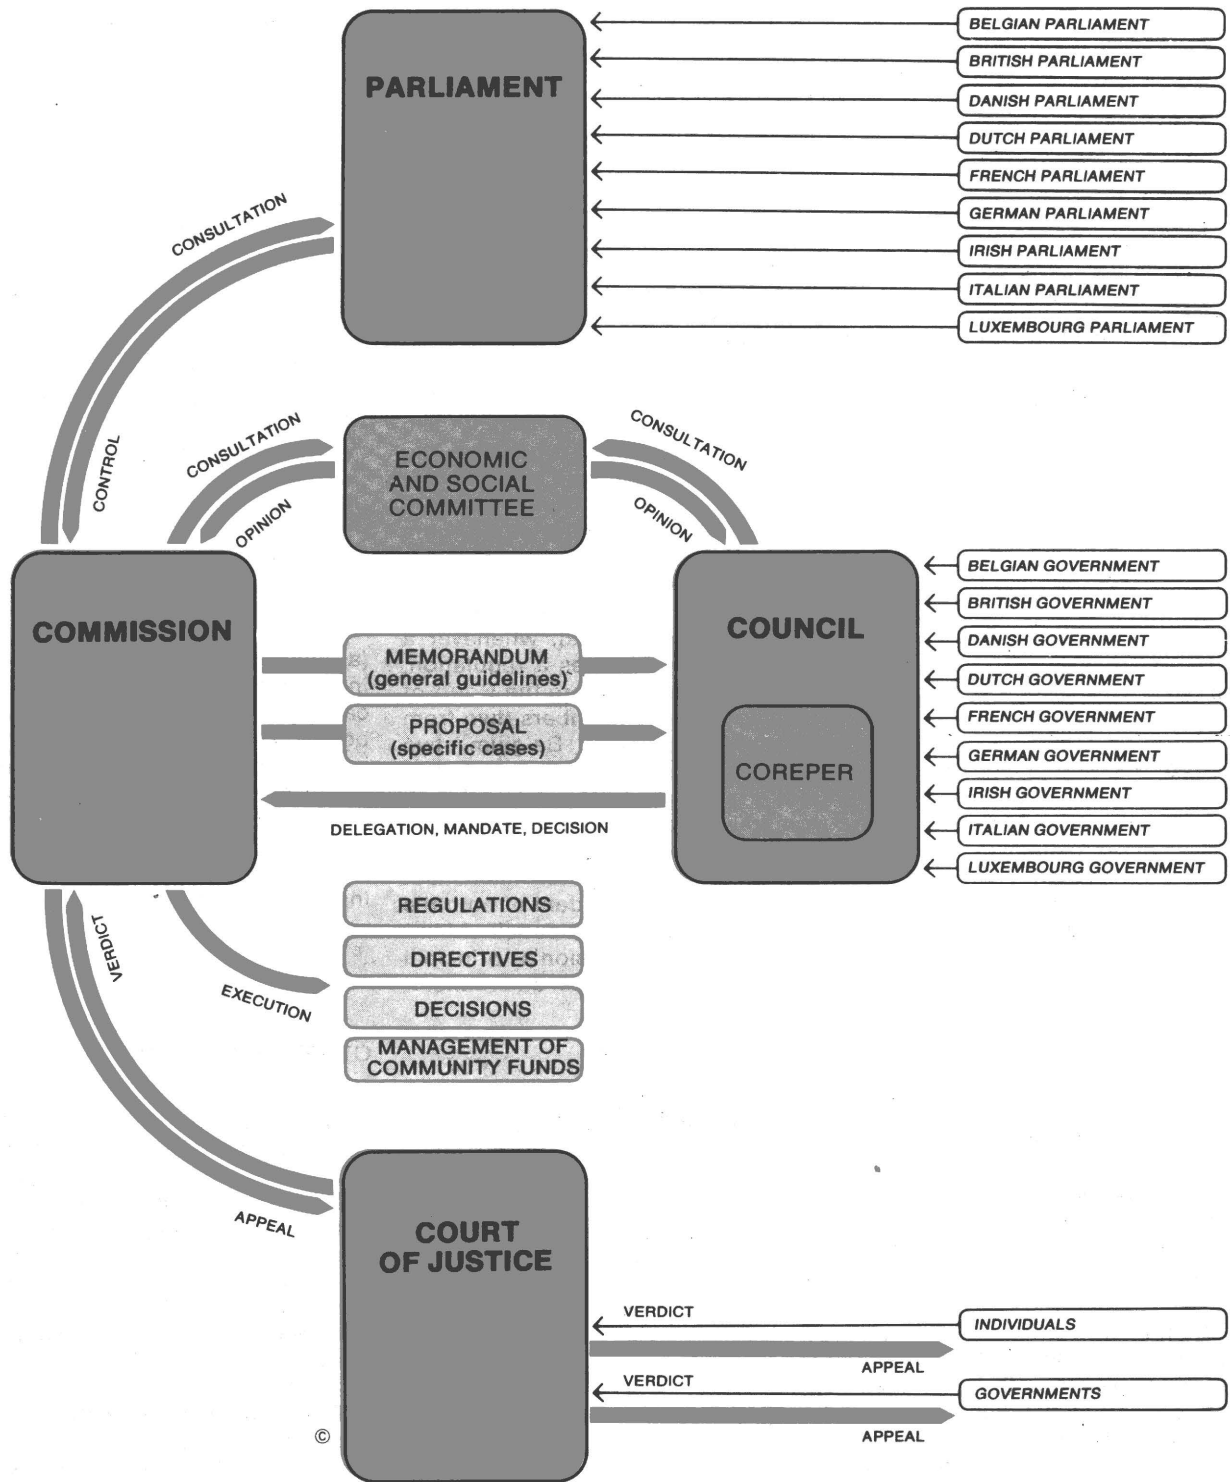 PARLIAMENT
BELGIAN PARLIAMENT
BRITISH PARLIAMENT
DANISH PARLIAMENT
DUTCH PARLIAMENT
FRENCH PARLIAMENT
GERMAN PARLIAMENT
IRISH PARLIAMENT
ITALIAN PARLIAMENT
LUXEMBOURG PARLIAMENT
CONSULTATION
CONTROL
CONSULTATION
OPINION
ECONOMIC
AND SOCIAL
COMMITTEE
CONSULTATION
OPINION
COMMISSION
MEMORANDUM
(general guidelines)
PROPOSAL
(specific cases)
DELEGATION, MANDATE, DECISION
COUNCIL
COREPER
BELGIAN GOVERNMENT
BRITISH GOVERNMENT
DANISH GOVERNMENT
DUTCH GOVERNMENT
FRENCH GOVERNMENT
GERMAN GOVERNMENT
IRISH GOVERNMENT
ITALIAN GOVERNMENT
LUXEMBOURG GOVERNMENT
VERDICT
EXECUTION
REGULATIONS
DIRECTIVES
DECISIONS
MANAGEMENT OF
COMMUNITY FUNDS
APPEAL
COURT
OF JUSTICE
VERDICT
INDIVIDUALS
APPEAL
VERDICT
GOVERNMENTS
APPEAL
©